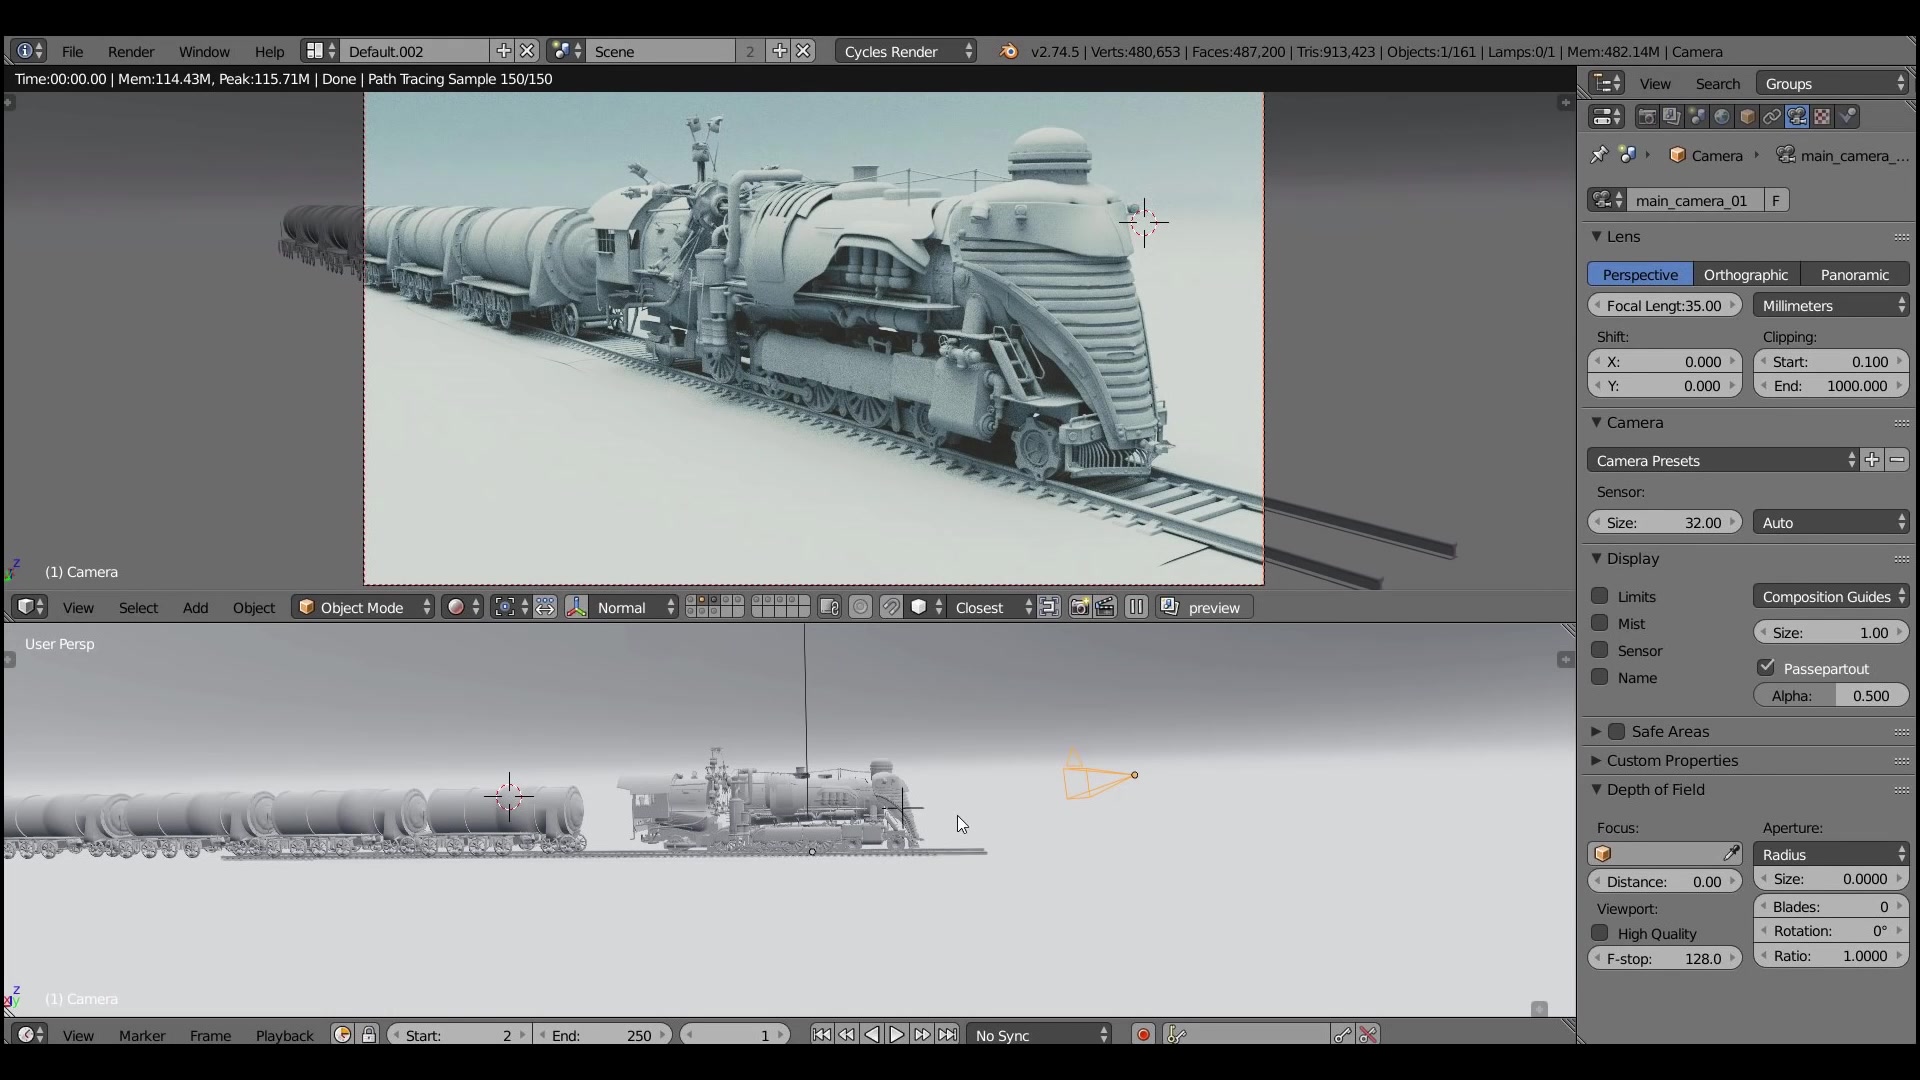 File Render Window Help Default.002 Scene 2 Cycles Render v2.74.5 | Verts:480,653 | Faces:487,200 | Tris:913,423 | Objects:1/161 | Lamps:0/1 | Mem:482.14M | Camera
Time:00:00.00 | Mem:114.43M, Peak:115.71M | Done | Path Tracing Sample 150/150
View Search Groups
Camera main_camera_...
main_camera_01 F
Lens
Perspective Orthographic Panoramic
Focal Lengt:35.00 Millimeters
Shift: Clipping:
X: 0.000 Start: 0.100
Y: 0.000 End: 1000.000
Camera
Camera Presets
Sensor:
Size: 32.00 Auto
Display
Limits Composition Guides
Mist Size: 1.00
Sensor Passepartout
Name Alpha: 0.500
Safe Areas
Custom Properties
Depth of Field
Focus: Aperture:
Radius
Distance: 0.00 Size: 0.0000
Viewport: Blades: 0
High Quality Rotation: 0°
F-stop: 128.0 Ratio: 1.0000
z
(1) Camera
View Select Add Object Object Mode Normal Closest preview
User Persp
z
x y
(1) Camera
View Marker Frame Playback Start: 2 End: 250 1 No Sync